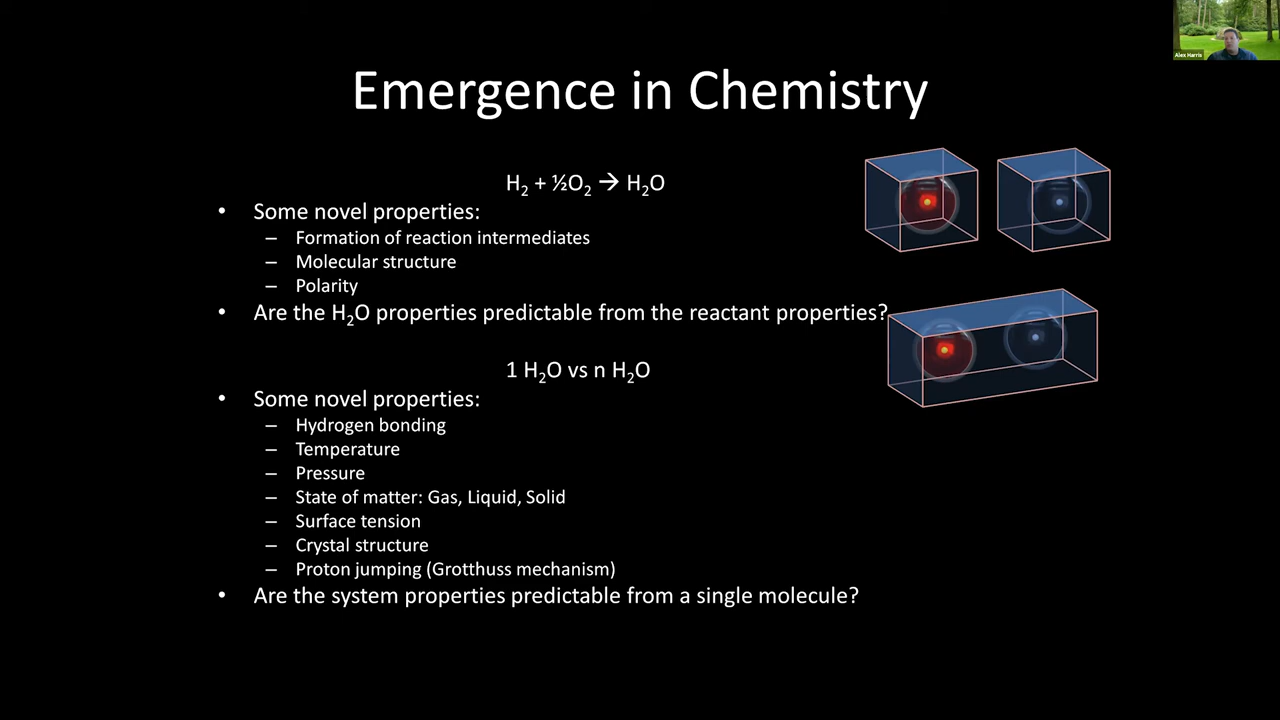 Alex Harris
Emergence in Chemistry
H₂ + ½O₂ → H₂O
• Some novel properties:
– Formation of reaction intermediates
– Molecular structure
– Polarity
• Are the H₂O properties predictable from the reactant properties?
1 H₂O vs n H₂O
• Some novel properties:
– Hydrogen bonding
– Temperature
– Pressure
– State of matter: Gas, Liquid, Solid
– Surface tension
– Crystal structure
– Proton jumping (Grotthuss mechanism)
• Are the system properties predictable from a single molecule?